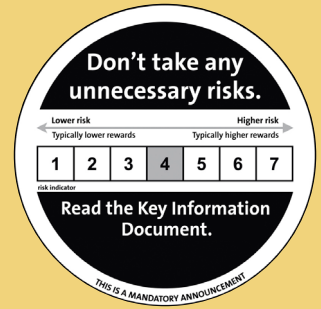 Don't take any
unnecessary risks.
Lower risk Higher risk
Typically lower rewards Typically higher rewards
1 2 3 4 5 6 7
risk indicator
Read the Key Information
Document.
THIS IS A MANDATORY ANNOUNCEMENT